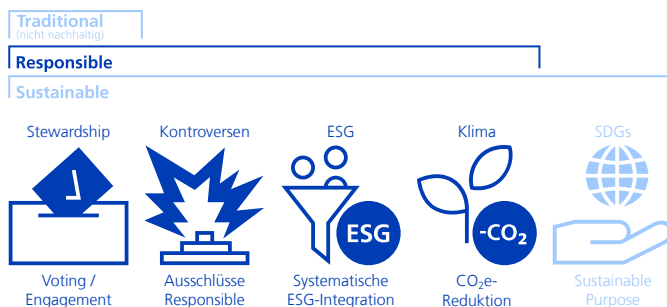 Traditional
(nicht nachhaltig)
Responsible
Sustainable
Stewardship
Kontroversen
ESG
Klima
SDGs
ESG
-CO₂
Voting /
Engagement
Ausschlüsse
Responsible
Systematische
ESG-Integration
CO₂e-
Reduktion
Sustainable
Purpose